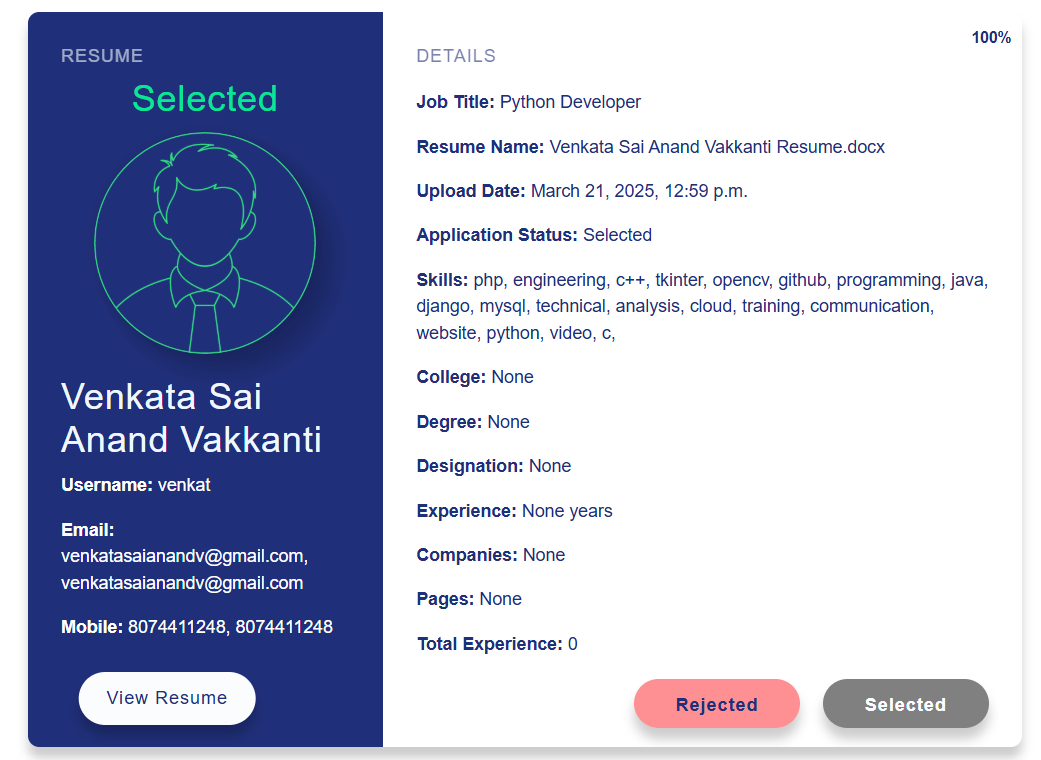 RESUME
Selected
Venkata Sai
Anand Vakkanti
Username: venkat
Email:
venkatasaianandv@gmail.com,
venkatasaianandv@gmail.com
Mobile: 8074411248, 8074411248
View Resume
100%
DETAILS
Job Title: Python Developer
Resume Name: Venkata Sai Anand Vakkanti Resume.docx
Upload Date: March 21, 2025, 12:59 p.m.
Application Status: Selected
Skills: php, engineering, c++, tkinter, opencv, github, programming, java,
django, mysql, technical, analysis, cloud, training, communication,
website, python, video, c,
College: None
Degree: None
Designation: None
Experience: None years
Companies: None
Pages: None
Total Experience: 0
Rejected
Selected